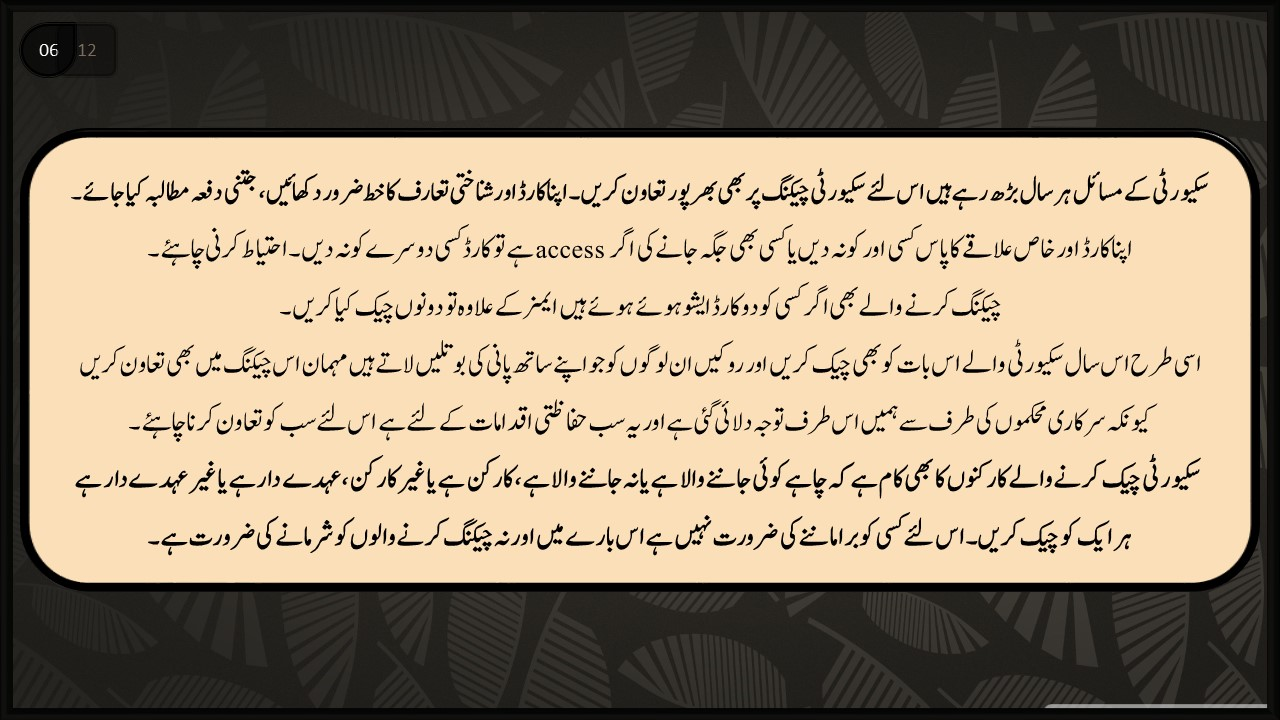 06 12
سکیورٹی کے مسائل ہر سال بڑھ رہے ہیں اس لئے سکیورٹی چیکنگ پر بھی بھر پور تعاون کریں۔ اپنا کارڈ اور شناختی تعارف کا خط ضرور دکھائیں، جتنی دفعہ مطالبہ کیا جائے۔
اپنا کارڈ اور خاص علاقے کا پاس کسی اور کو نہ دیں یا کسی بھی جگہ جانے کی اگر access ہے تو کارڈ کسی دوسرے کو نہ دیں۔ احتیاط کرنی چاہئے۔
چیکنگ کرنے والے بھی اگر کسی کو دو کارڈ ایشو ہوئے ہوئے ہیں ایمنز کے علاوہ تو دونوں چیک کیا کریں۔
اسی طرح اس سال سکیورٹی والے اس بات کو بھی چیک کریں اور روکیں ان لوگوں کو جو اپنے ساتھ پانی کی بوتلیں لاتے ہیں مہمان اس چیکنگ میں بھی تعاون کریں
کیونکہ سرکاری محکموں کی طرف سے ہمیں اس طرف توجہ دلائی گئی ہے اور یہ سب حفاظتی اقدامات کے لئے ہے اس لئے سب کو تعاون کرنا چاہئے۔
سکیورٹی چیک کرنے والے کارکنوں کا بھی کام ہے کہ چاہے کوئی جاننے والا ہے یا نہ جاننے والا ہے، کارکن ہے یا غیر کارکن، عہدے دار ہے یا غیر عہدے دار ہے
ہر ایک کو چیک کریں۔ اس لئے کسی کو برا ماننے کی ضرورت نہیں ہے اس بارے میں اور نہ چیکنگ کرنے والوں کو شرمانے کی ضرورت ہے۔